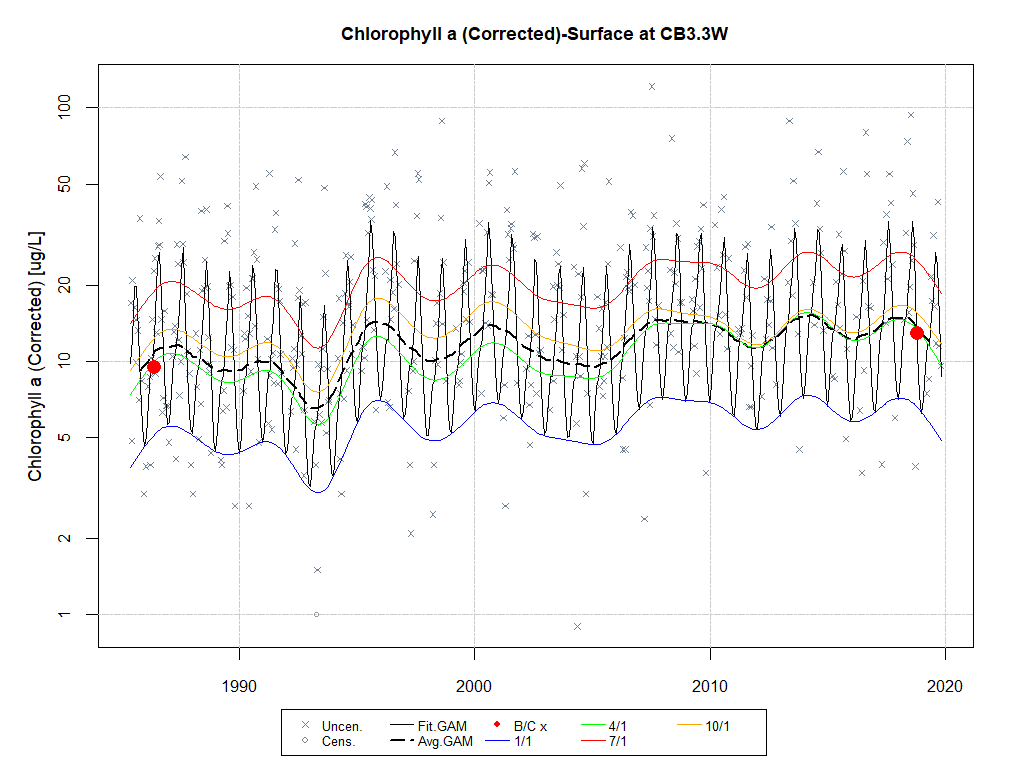 Chlorophyll a (Corrected)-Surface at CB3.3W
Chlorophyll a (Corrected) [ug/L]
100
50
20
10
5
2
1
1990 2000 2010 2020
Uncen. Fit.GAM B/C x 4/1 10/1
Cens. Avg.GAM 1/1 7/1